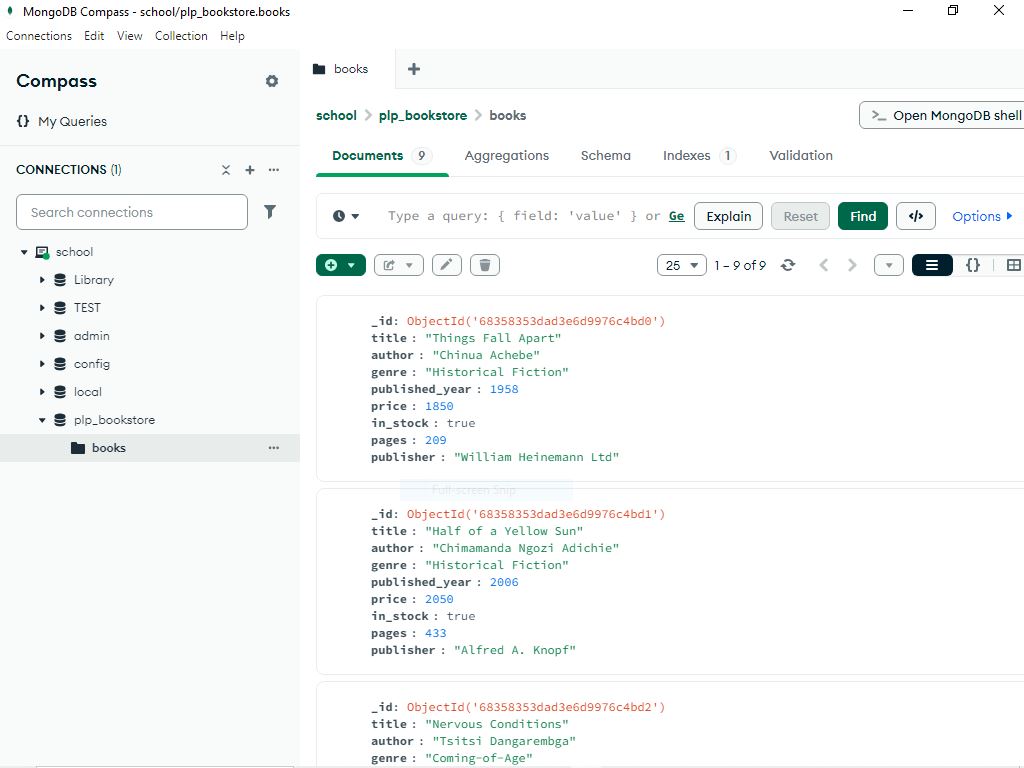 MongoDB Compass - school/plp_bookstore.books
Connections Edit View Collection Help
Compass
{} My Queries
CONNECTIONS (1)
Search connections
school
Library
TEST
admin
config
local
plp_bookstore
books
books
school > plp_bookstore > books
>_ Open MongoDB shell
Documents 9 Aggregations Schema Indexes 1 Validation
Type a query: { field: 'value' } or Ge Explain Reset Find </> Options
25 1 – 9 of 9 {}
_id: ObjectId('68358353dad3e6d9976c4bd0')
title : "Things Fall Apart"
author : "Chinua Achebe"
genre : "Historical Fiction"
published_year : 1958
price : 1850
in_stock : true
pages : 209
publisher : "William Heinemann Ltd"
Full-screen Snip
_id: ObjectId('68358353dad3e6d9976c4bd1')
title : "Half of a Yellow Sun"
author : "Chimamanda Ngozi Adichie"
genre : "Historical Fiction"
published_year : 2006
price : 2050
in_stock : true
pages : 433
publisher : "Alfred A. Knopf"
_id: ObjectId('68358353dad3e6d9976c4bd2')
title : "Nervous Conditions"
author : "Tsitsi Dangarembga"
genre : "Coming-of-Age"